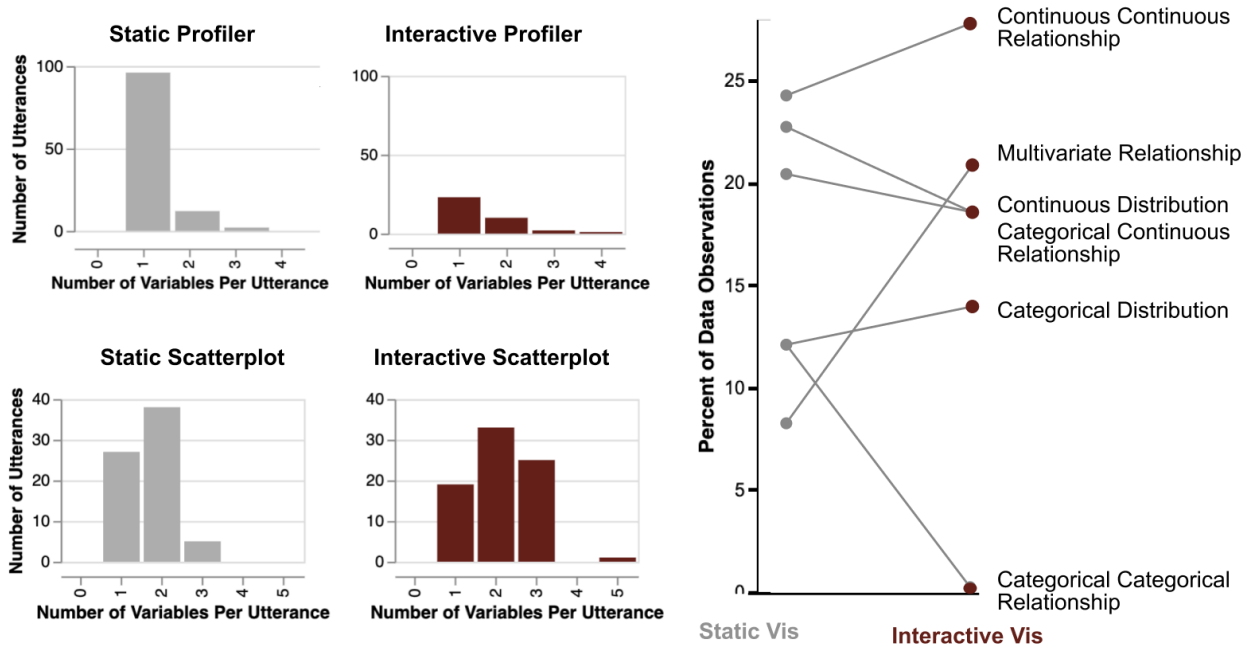 Static Profiler
Number of Utterances
100
50
0
0 1 2 3 4
Number of Variables Per Utterance
Interactive Profiler
100
50
0
0 1 2 3 4
Number of Variables Per Utterance
Static Scatterplot
Number of Utterances
40
30
20
10
0
0 1 2 3 4 5
Number of Variables Per Utterance
Interactive Scatterplot
40
30
20
10
0
0 1 2 3 4 5
Number of Variables Per Utterance
Percent of Data Observations
25
20
15
10
5
0
Continuous Continuous
Relationship
Multivariate Relationship
Continuous Distribution
Categorical Continuous
Relationship
Categorical Distribution
Categorical Categorical
Relationship
Static Vis
Interactive Vis